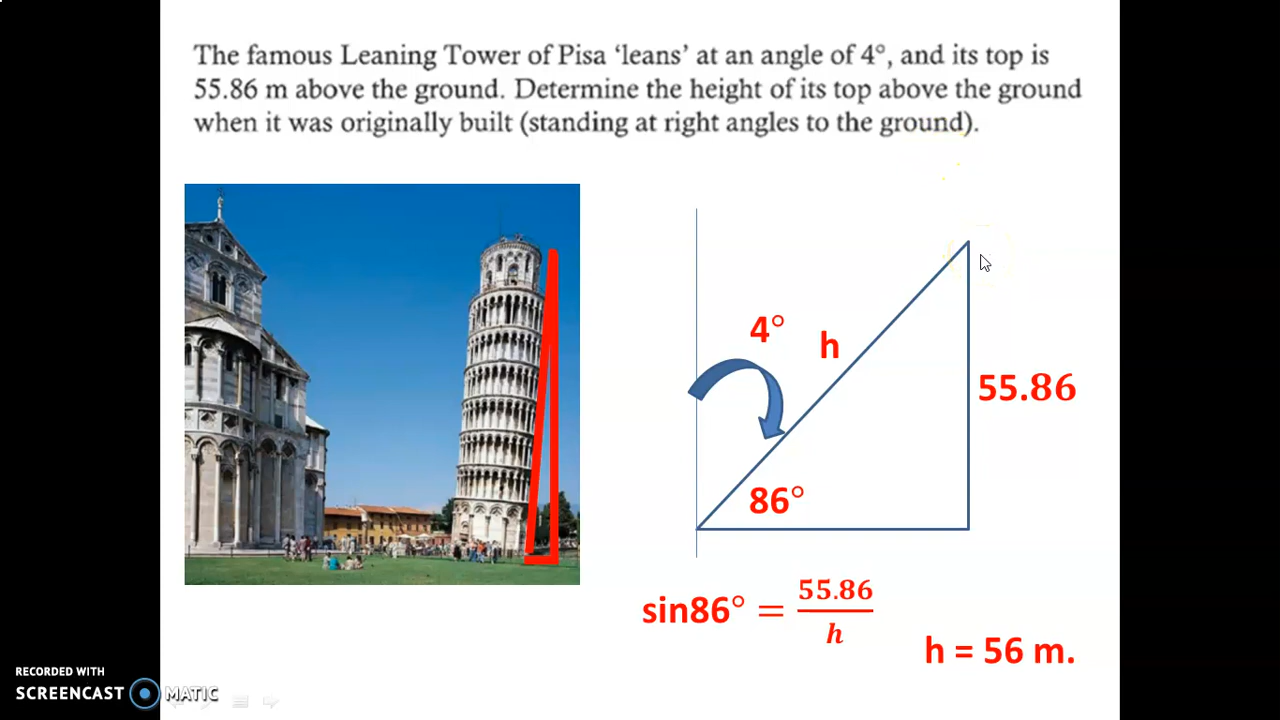 The famous Leaning Tower of Pisa ‘leans’ at an angle of 4°, and its top is
55.86 m above the ground. Determine the height of its top above the ground
when it was originally built (standing at right angles to the ground).
4°
h
55.86
86°
sin86° = 55.86/h
h = 56 m.
RECORDED WITH
SCREENCAST MATIC